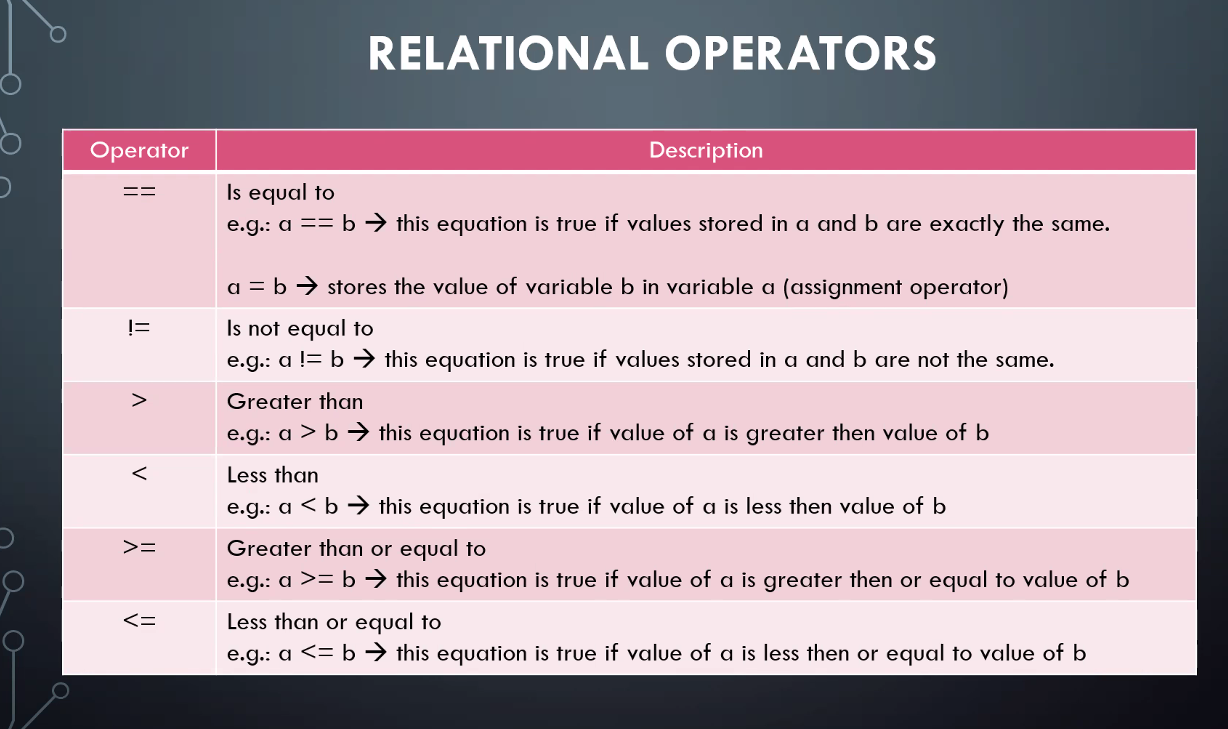 RELATIONAL OPERATORS
Operator Description
== Is equal to
e.g.: a == b → this equation is true if values stored in a and b are exactly the same.
a = b → stores the value of variable b in variable a (assignment operator)
!= Is not equal to
e.g.: a != b → this equation is true if values stored in a and b are not the same.
> Greater than
e.g.: a > b → this equation is true if value of a is greater then value of b
< Less than
e.g.: a < b → this equation is true if value of a is less then value of b
>= Greater than or equal to
e.g.: a >= b → this equation is true if value of a is greater then or equal to value of b
<= Less than or equal to
e.g.: a <= b → this equation is true if value of a is less then or equal to value of b